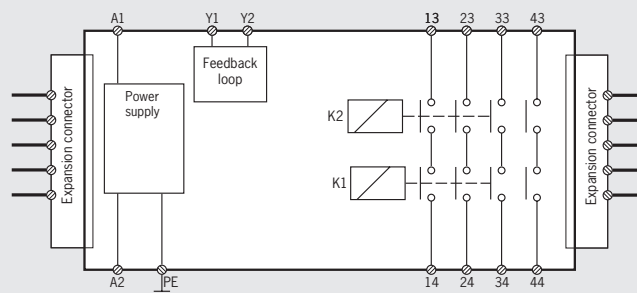 A1 Y1 Y2 13 23 33 43
Feedback
loop
Power
supply
Expansion connector
Expansion connector
K2
K1
A2 PE 14 24 34 44